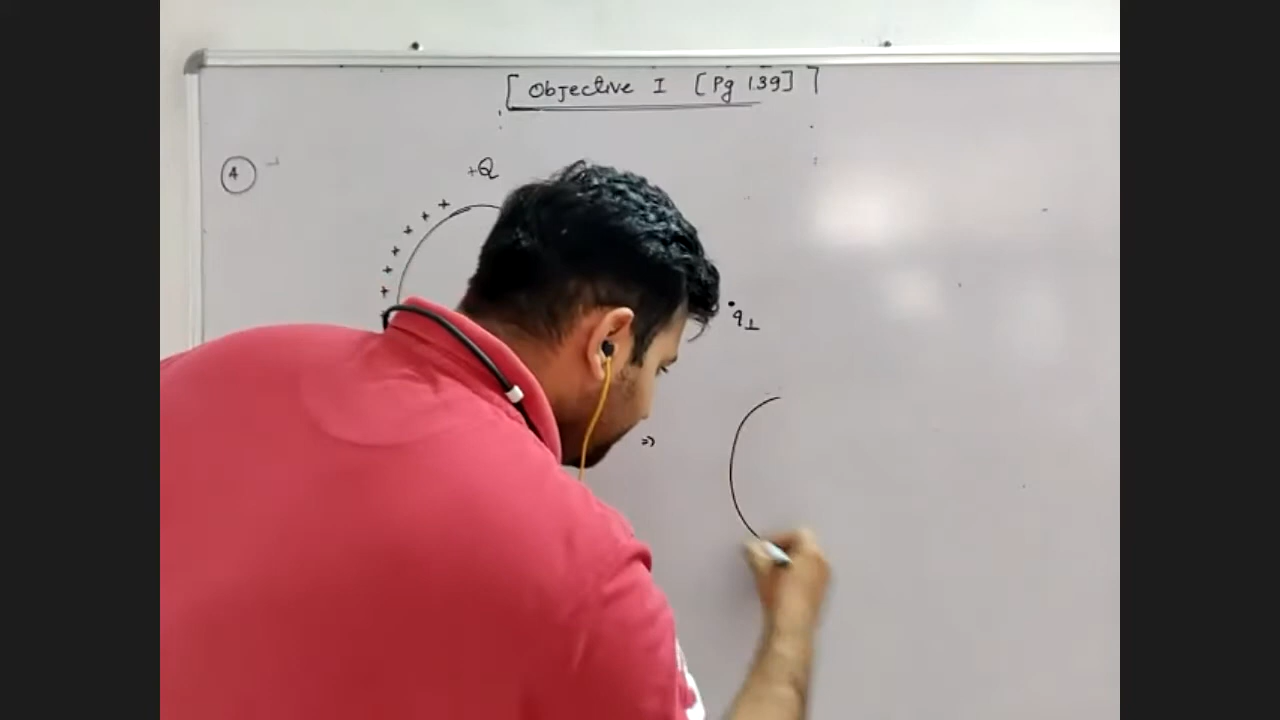 [ Objective I [Pg 139] ]
4
+Q
+ + + + + + +
q⊥
⇒